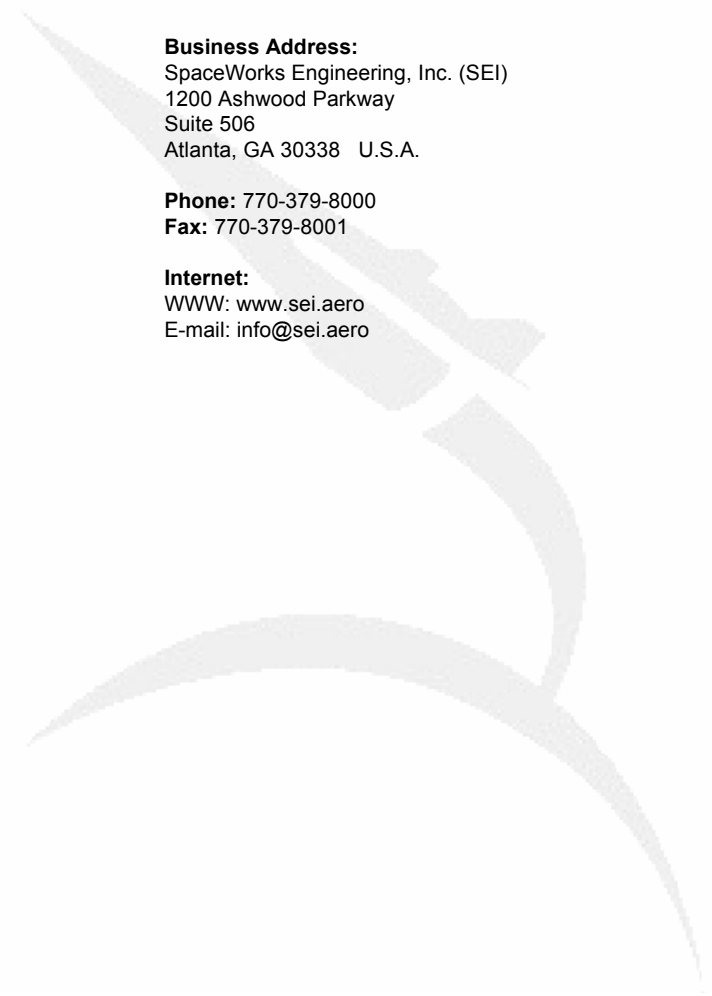 Business Address:
SpaceWorks Engineering, Inc. (SEI)
1200 Ashwood Parkway
Suite 506
Atlanta, GA 30338   U.S.A.
Phone: 770-379-8000
Fax: 770-379-8001
Internet:
WWW: www.sei.aero
E-mail: info@sei.aero